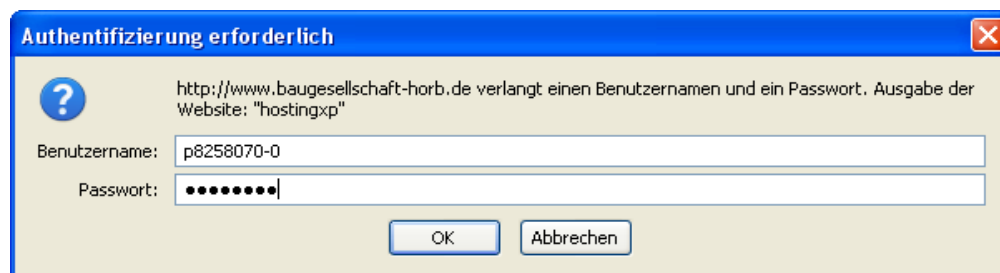 Authentifizierung erforderlich
http://www.baugesellschaft-horb.de verlangt einen Benutzernamen und ein Passwort. Ausgabe der
Website: "hostingxp"
Benutzername: p8258070-0
Passwort: ●●●●●●●●
OK Abbrechen